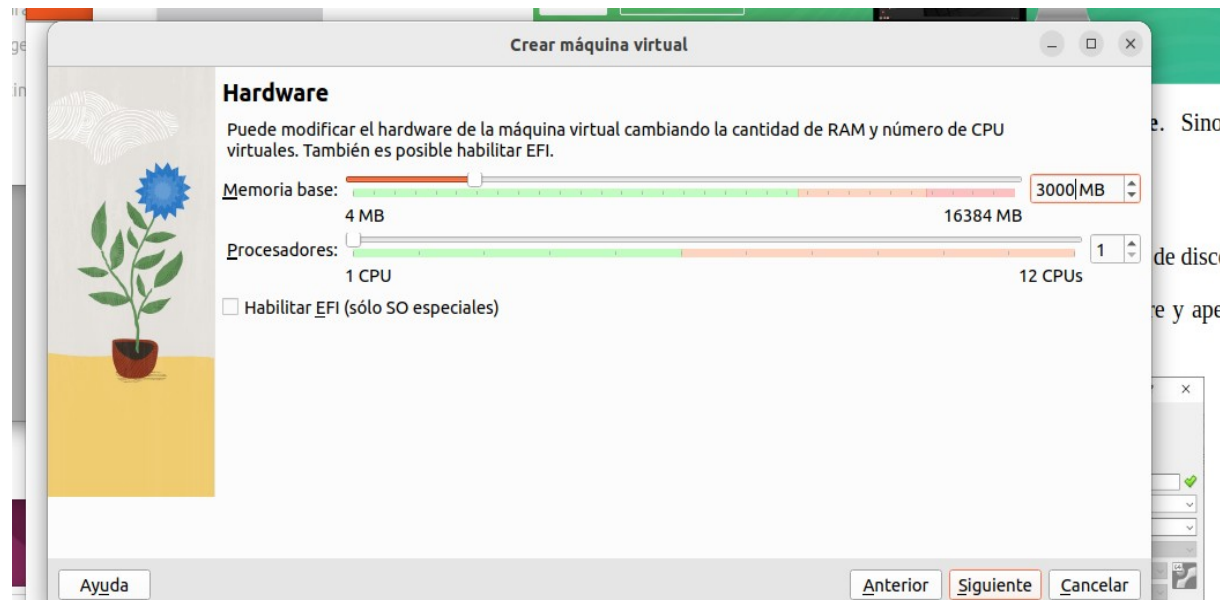 Crear máquina virtual
Hardware
Puede modificar el hardware de la máquina virtual cambiando la cantidad de RAM y número de CPU
virtuales. También es posible habilitar EFI.
Memoria base: 3000 MB
4 MB 16384 MB
Procesadores: 1
1 CPU 12 CPUs
Habilitar EFI (sólo SO especiales)
Ayuda Anterior Siguiente Cancelar
e. Sino
de disc
re y ape